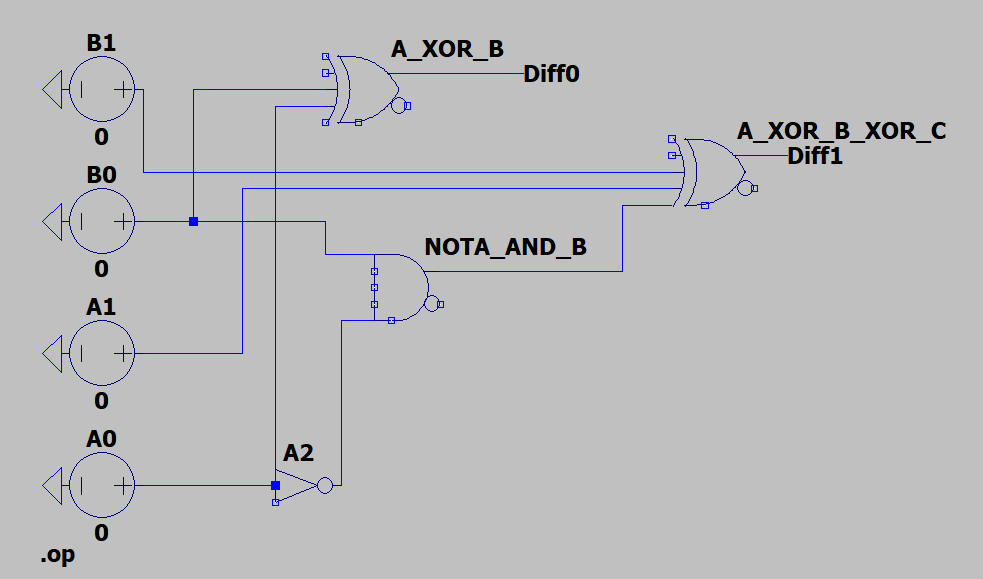 B1
0
B0
0
A1
0
A0
0
.op
A_XOR_B
Diff0
A_XOR_B_XOR_C
Diff1
NOTA_AND_B
A2